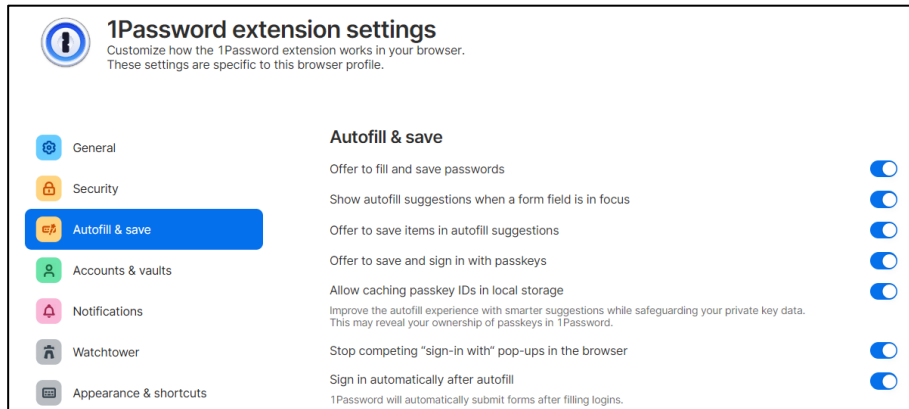 1Password extension settings
Customize how the 1Password extension works in your browser.
These settings are specific to this browser profile.
General
Security
Autofill & save
Accounts & vaults
Notifications
Watchtower
Appearance & shortcuts
Autofill & save
Offer to fill and save passwords
Show autofill suggestions when a form field is in focus
Offer to save items in autofill suggestions
Offer to save and sign in with passkeys
Allow caching passkey IDs in local storage
Improve the autofill experience with smarter suggestions while safeguarding your private key data.
This may reveal your ownership of passkeys in 1Password.
Stop competing “sign-in with” pop-ups in the browser
Sign in automatically after autofill
1Password will automatically submit forms after filling logins.